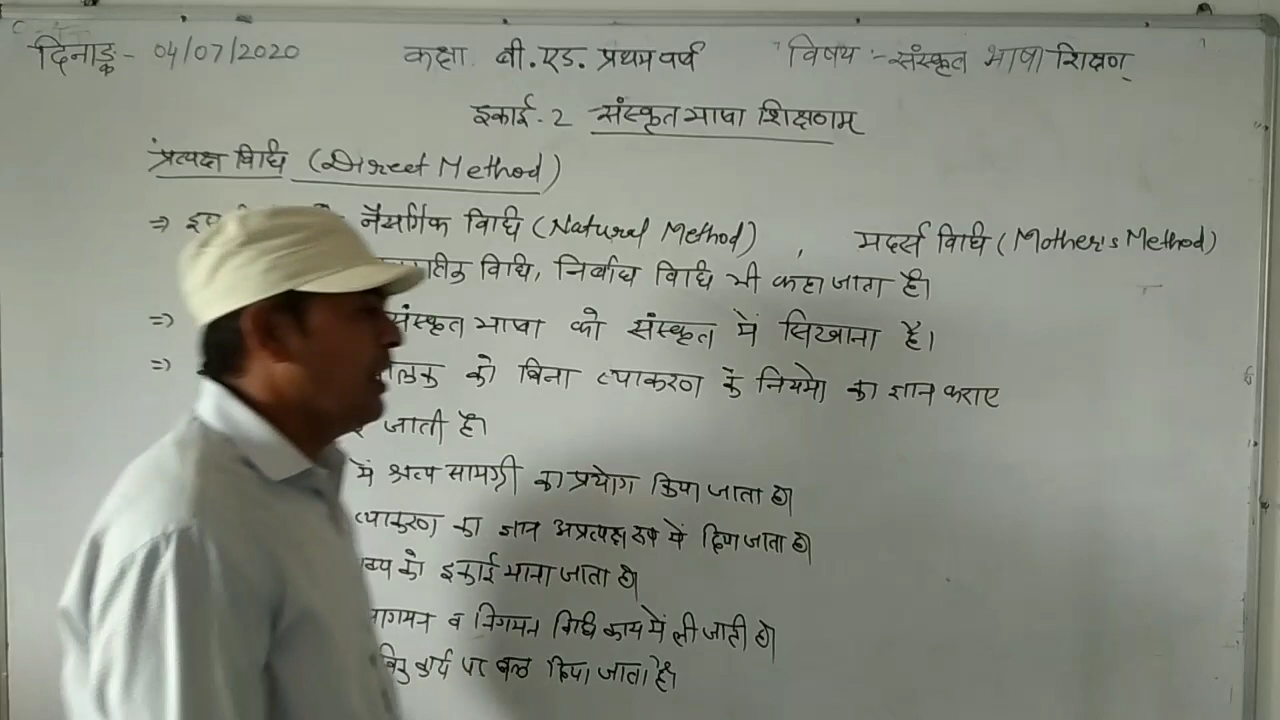 दिनाङ्क - 04/07/2020 कक्षा बी.एड. प्रथम वर्ष विषय :- संस्कृत भाषा शिक्षण
इकाई - 2 संस्कृत भाषा शिक्षणम्
प्रत्यक्ष विधि (Direct Method)
⇒ नैसर्गिक विधि (Natural Method) , मदर्स विधि (Mother's Method)
विधि, निर्बाध विधि भी कहा जाता है।
⇒ संस्कृत भाषा को संस्कृत में सिखाना है।
⇒ को बिना व्याकरण के नियमो का ज्ञान कराए
जाती है।
में श्रव्य सामग्री का प्रयोग किया जाता है।
व्याकरण का ज्ञान अप्रत्यक्ष रूप में दिया जाता है।
को इकाई माना जाता है।
व निगमन विधि काय में ली जाती है।
कार्य पर बल दिया जाता है।